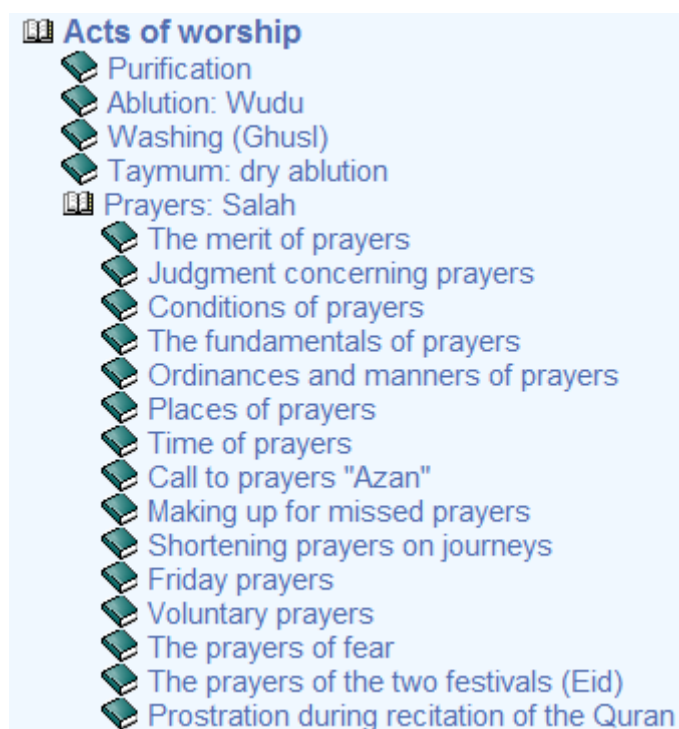 Acts of worship
Purification
Ablution: Wudu
Washing (Ghusl)
Taymum: dry ablution
Prayers: Salah
The merit of prayers
Judgment concerning prayers
Conditions of prayers
The fundamentals of prayers
Ordinances and manners of prayers
Places of prayers
Time of prayers
Call to prayers "Azan"
Making up for missed prayers
Shortening prayers on journeys
Friday prayers
Voluntary prayers
The prayers of fear
The prayers of the two festivals (Eid)
Prostration during recitation of the Quran